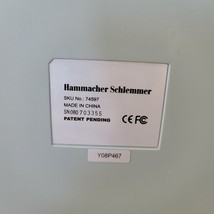 Hammacher Schlemmer
SKU No : 74597
MADE IN CHINA
SN:080703355
PATENT PENDING
CE FC
Y08P467